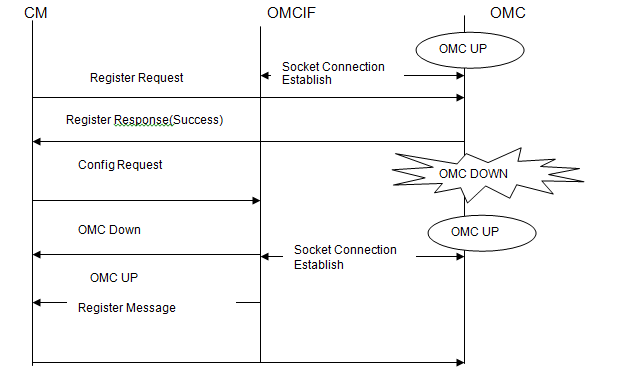 CM OMCIF OMC
OMC UP
Socket Connection
Establish
Register Request
Register Response(Success)
Config Request
OMC DOWN
OMC Down
OMC UP
Socket Connection
Establish
OMC UP
Register Message